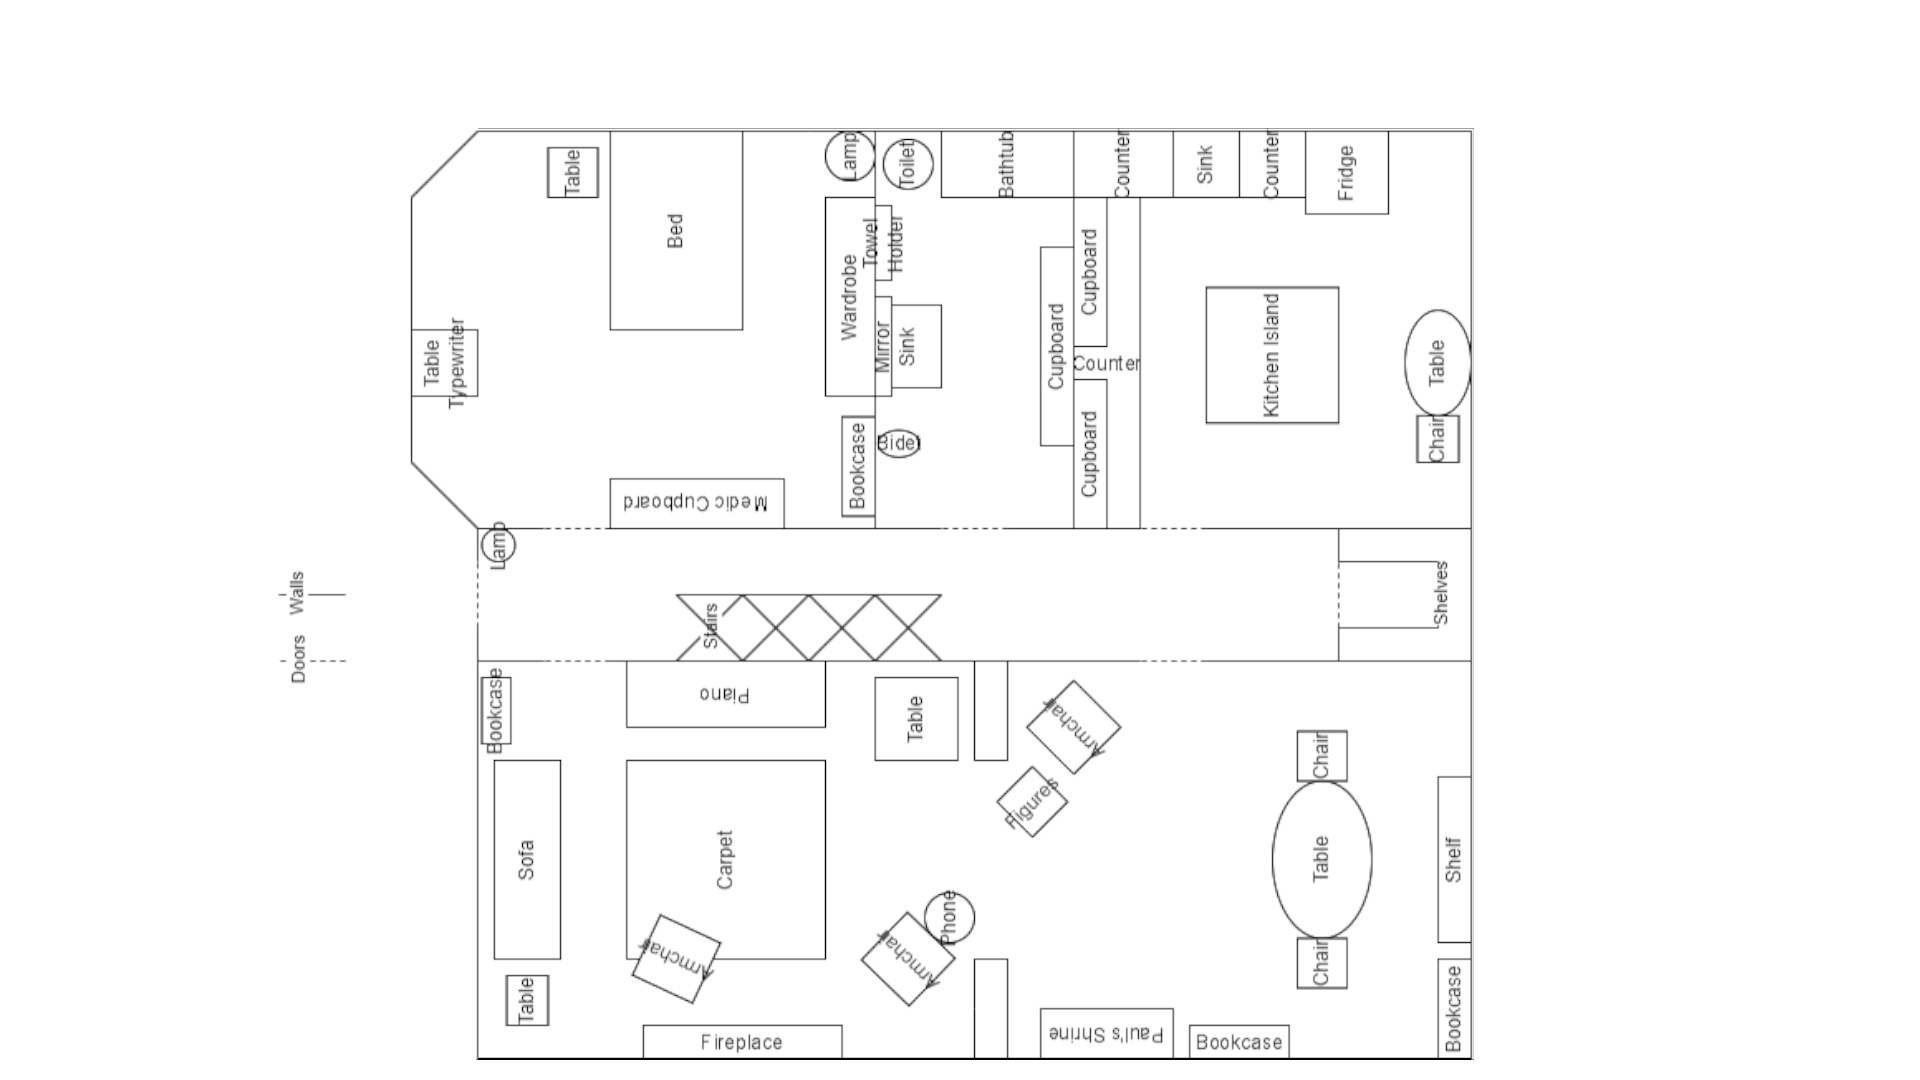 Table
Bed
Lamp
Toilet
Bathtub
Counter
Sink
Counter
Fridge
Table
Typewriter
Wardrobe
Towel
Holder
Mirror
Sink
Cupboard
Cupboard
Counter
Cupboard
Kitchen Island
Table
Chair
Bookcase
Bidet
Medic Cupboard
Lamp
Walls
Doors
Stairs
Shelves
Bookcase
Piano
Table
Armchair
Figures
Chair
Table
Chair
Shelf
Sofa
Carpet
Armchair
Armchair
Phone
Table
Fireplace
Paul's Shrine
Bookcase
Bookcase